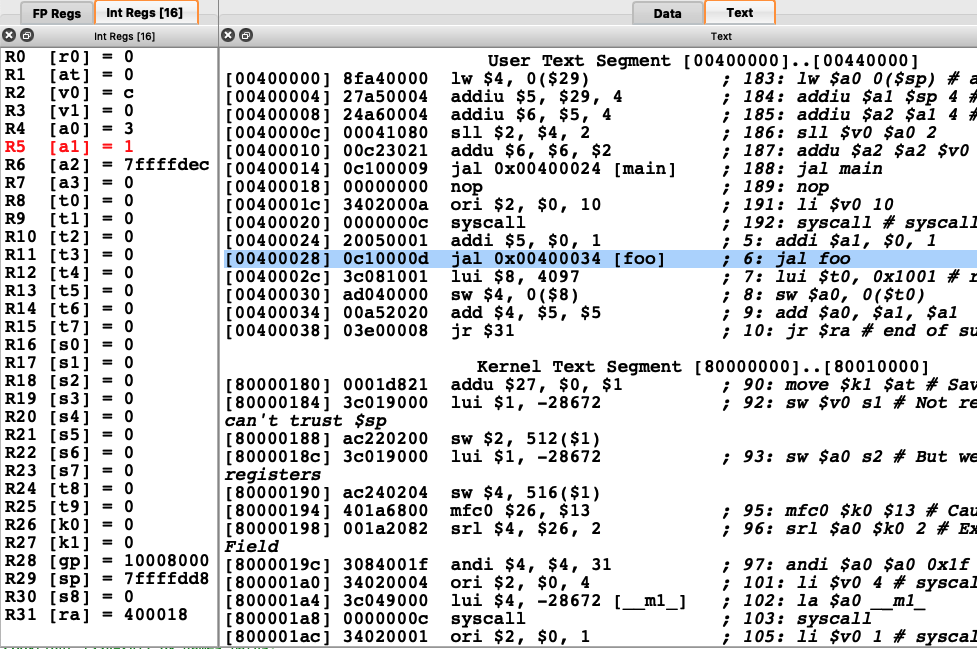 FP Regs
Int Regs [16]
Data
Text
Int Regs [16]
Text
R0 [r0] = 0
R1 [at] = 0
R2 [v0] = c
R3 [v1] = 0
R4 [a0] = 3
R5 [a1] = 1
R6 [a2] = 7ffffdec
R7 [a3] = 0
R8 [t0] = 0
R9 [t1] = 0
R10 [t2] = 0
R11 [t3] = 0
R12 [t4] = 0
R13 [t5] = 0
R14 [t6] = 0
R15 [t7] = 0
R16 [s0] = 0
R17 [s1] = 0
R18 [s2] = 0
R19 [s3] = 0
R20 [s4] = 0
R21 [s5] = 0
R22 [s6] = 0
R23 [s7] = 0
R24 [t8] = 0
R25 [t9] = 0
R26 [k0] = 0
R27 [k1] = 0
R28 [gp] = 10008000
R29 [sp] = 7ffffdd8
R30 [s8] = 0
R31 [ra] = 400018
User Text Segment [00400000]..[00440000]
[00400000] 8fa40000 lw $4, 0($29) ; 183: lw $a0 0($sp) # a
[00400004] 27a50004 addiu $5, $29, 4 ; 184: addiu $a1 $sp 4 #
[00400008] 24a60004 addiu $6, $5, 4 ; 185: addiu $a2 $a1 4 #
[0040000c] 00041080 sll $2, $4, 2 ; 186: sll $v0 $a0 2
[00400010] 00c23021 addu $6, $6, $2 ; 187: addu $a2 $a2 $v0
[00400014] 0c100009 jal 0x00400024 [main] ; 188: jal main
[00400018] 00000000 nop ; 189: nop
[0040001c] 3402000a ori $2, $0, 10 ; 191: li $v0 10
[00400020] 0000000c syscall ; 192: syscall # syscall
[00400024] 20050001 addi $5, $0, 1 ; 5: addi $a1, $0, 1
[00400028] 0c10000d jal 0x00400034 [foo] ; 6: jal foo
[0040002c] 3c081001 lui $8, 4097 ; 7: lui $t0, 0x1001 # r
[00400030] ad040000 sw $4, 0($8) ; 8: sw $a0, 0($t0)
[00400034] 00a52020 add $4, $5, $5 ; 9: add $a0, $a1, $a1
[00400038] 03e00008 jr $31 ; 10: jr $ra # end of su
Kernel Text Segment [80000000]..[80010000]
[80000180] 0001d821 addu $27, $0, $1 ; 90: move $k1 $at # Sav
[80000184] 3c019000 lui $1, -28672 ; 92: sw $v0 s1 # Not re
can't trust $sp
[80000188] ac220200 sw $2, 512($1)
[8000018c] 3c019000 lui $1, -28672 ; 93: sw $a0 s2 # But we
registers
[80000190] ac240204 sw $4, 516($1)
[80000194] 401a6800 mfc0 $26, $13 ; 95: mfc0 $k0 $13 # Cau
[80000198] 001a2082 srl $4, $26, 2 ; 96: srl $a0 $k0 2 # Ex
Field
[8000019c] 3084001f andi $4, $4, 31 ; 97: andi $a0 $a0 0x1f
[800001a0] 34020004 ori $2, $0, 4 ; 101: li $v0 4 # syscal
[800001a4] 3c049000 lui $4, -28672 [__m1_] ; 102: la $a0 __m1_
[800001a8] 0000000c syscall ; 103: syscall
[800001ac] 34020001 ori $2, $0, 1 ; 105: li $v0 1 # syscal